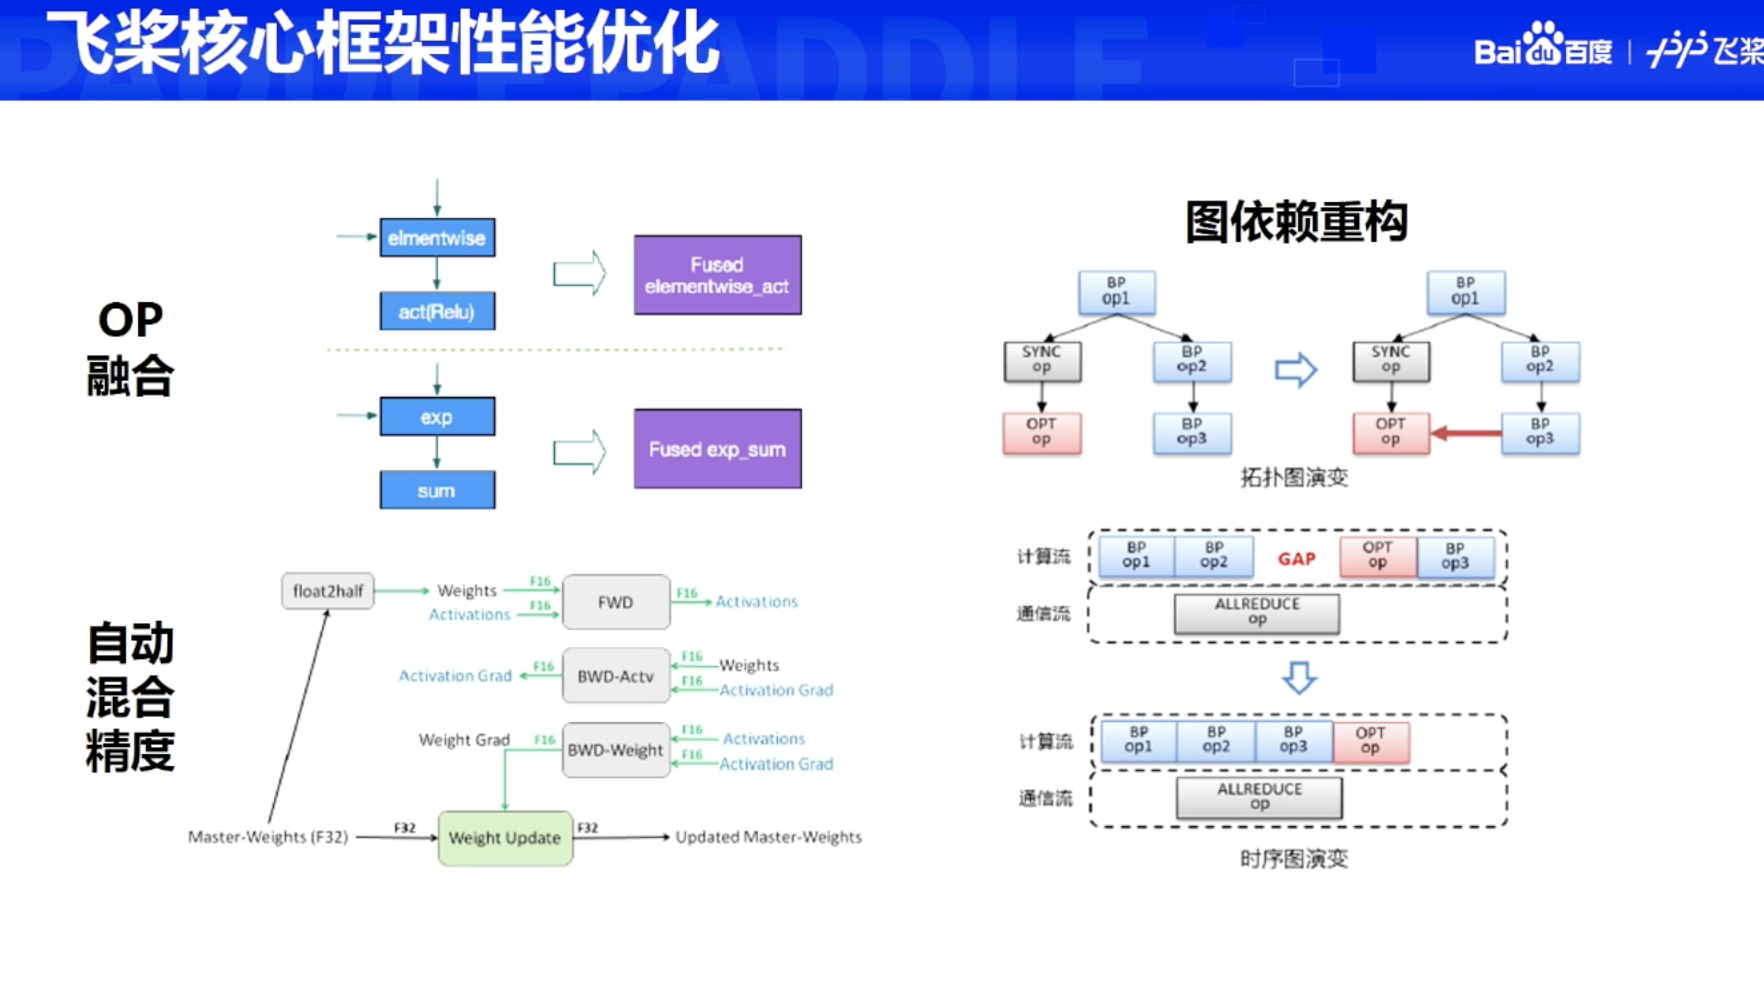 飞桨核心框架性能优化
Bai du 百度 | 飞桨
OP
融合
elmentwise
act(Relu)
Fused
elementwise_act
exp
sum
Fused exp_sum
自动
混合
精度
float2half
Weights
F16
Activations
F16
FWD
F16
Activations
Activation Grad
F16
BWD-Actv
F16
Weights
F16
Activation Grad
Weight Grad
F16
BWD-Weight
F16
Activations
F16
Activation Grad
Master-Weights (F32)
F32
Weight Update
F32
Updated Master-Weights
图依赖重构
BP
op1
SYNC
op
BP
op2
OPT
op
BP
op3
BP
op1
SYNC
op
BP
op2
OPT
op
BP
op3
拓扑图演变
计算流
BP
op1
BP
op2
GAP
OPT
op
BP
op3
通信流
ALLREDUCE
op
计算流
BP
op1
BP
op2
BP
op3
OPT
op
通信流
ALLREDUCE
op
时序图演变